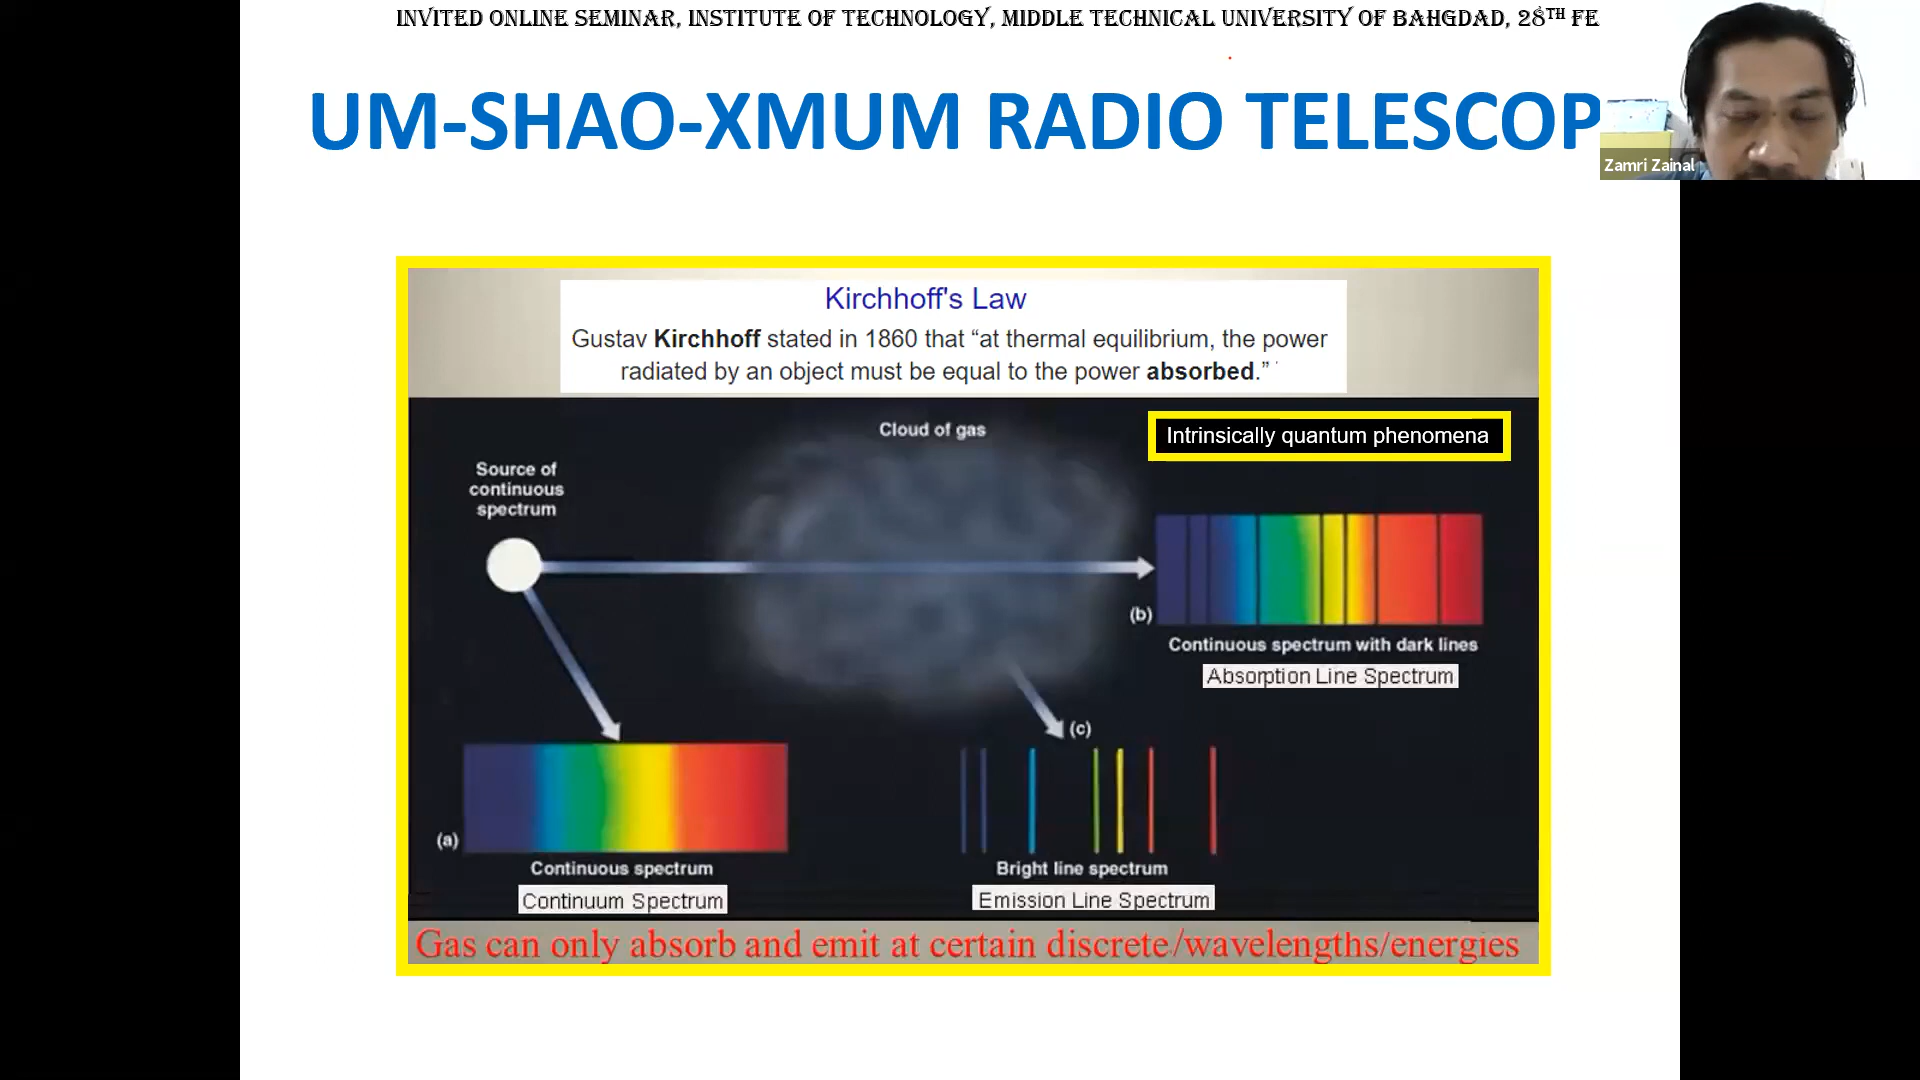 INVITED ONLINE SEMINAR, INSTITUTE OF TECHNOLOGY, MIDDLE TECHNICAL UNIVERSITY OF BAHGDAD, 28TH FE
UM-SHAO-XMUM RADIO TELESCOP
Zamri Zainal
Kirchhoff's Law
Gustav Kirchhoff stated in 1860 that “at thermal equilibrium, the power
radiated by an object must be equal to the power absorbed.”
Cloud of gas
Intrinsically quantum phenomena
Source of
continuous
spectrum
(b)
Continuous spectrum with dark lines
Absorption Line Spectrum
(c)
(a)
Continuous spectrum
Continuum Spectrum
Bright line spectrum
Emission Line Spectrum
Gas can only absorb and emit at certain discrete/wavelengths/energies